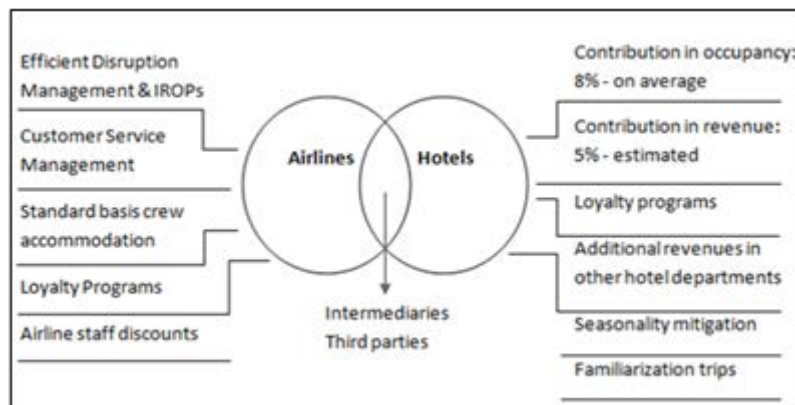 Efficient Disruption
Management & IROPs
Customer Service
Management
Standard basis crew
accommodation
Loyalty Programs
Airline staff discounts
Airlines
Hotels
Intermediaries
Third parties
Contribution in occupancy:
8% - on average
Contribution in revenue:
5% - estimated
Loyalty programs
Additional revenues in
other hotel departments
Seasonality mitigation
Familiarization trips